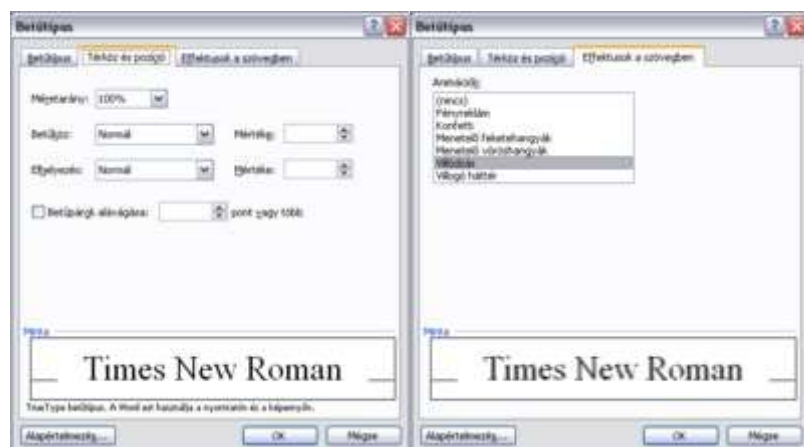 Betűtípus
Betűtípus Térköz és pozíció Effektusok a szövegben
Méretarány: 100%
Betűköz: Normál Mérték:
Elhelyezés: Normál Mérték:
Betűpárok alávágása: pont vagy több
Minta
Times New Roman
TrueType betűtípus. A Word ezt használja a nyomtatón és a képernyőn.
Alapértelmezés... OK Mégse
Betűtípus
Betűtípus Térköz és pozíció Effektusok a szövegben
Animációk:
(nincs)
Fényreklám
Konfetti
Menetelő feketehangyák
Menetelő vöröshangyák
Villódzás
Villogó háttér
Minta
Times New Roman
Alapértelmezés... OK Mégse